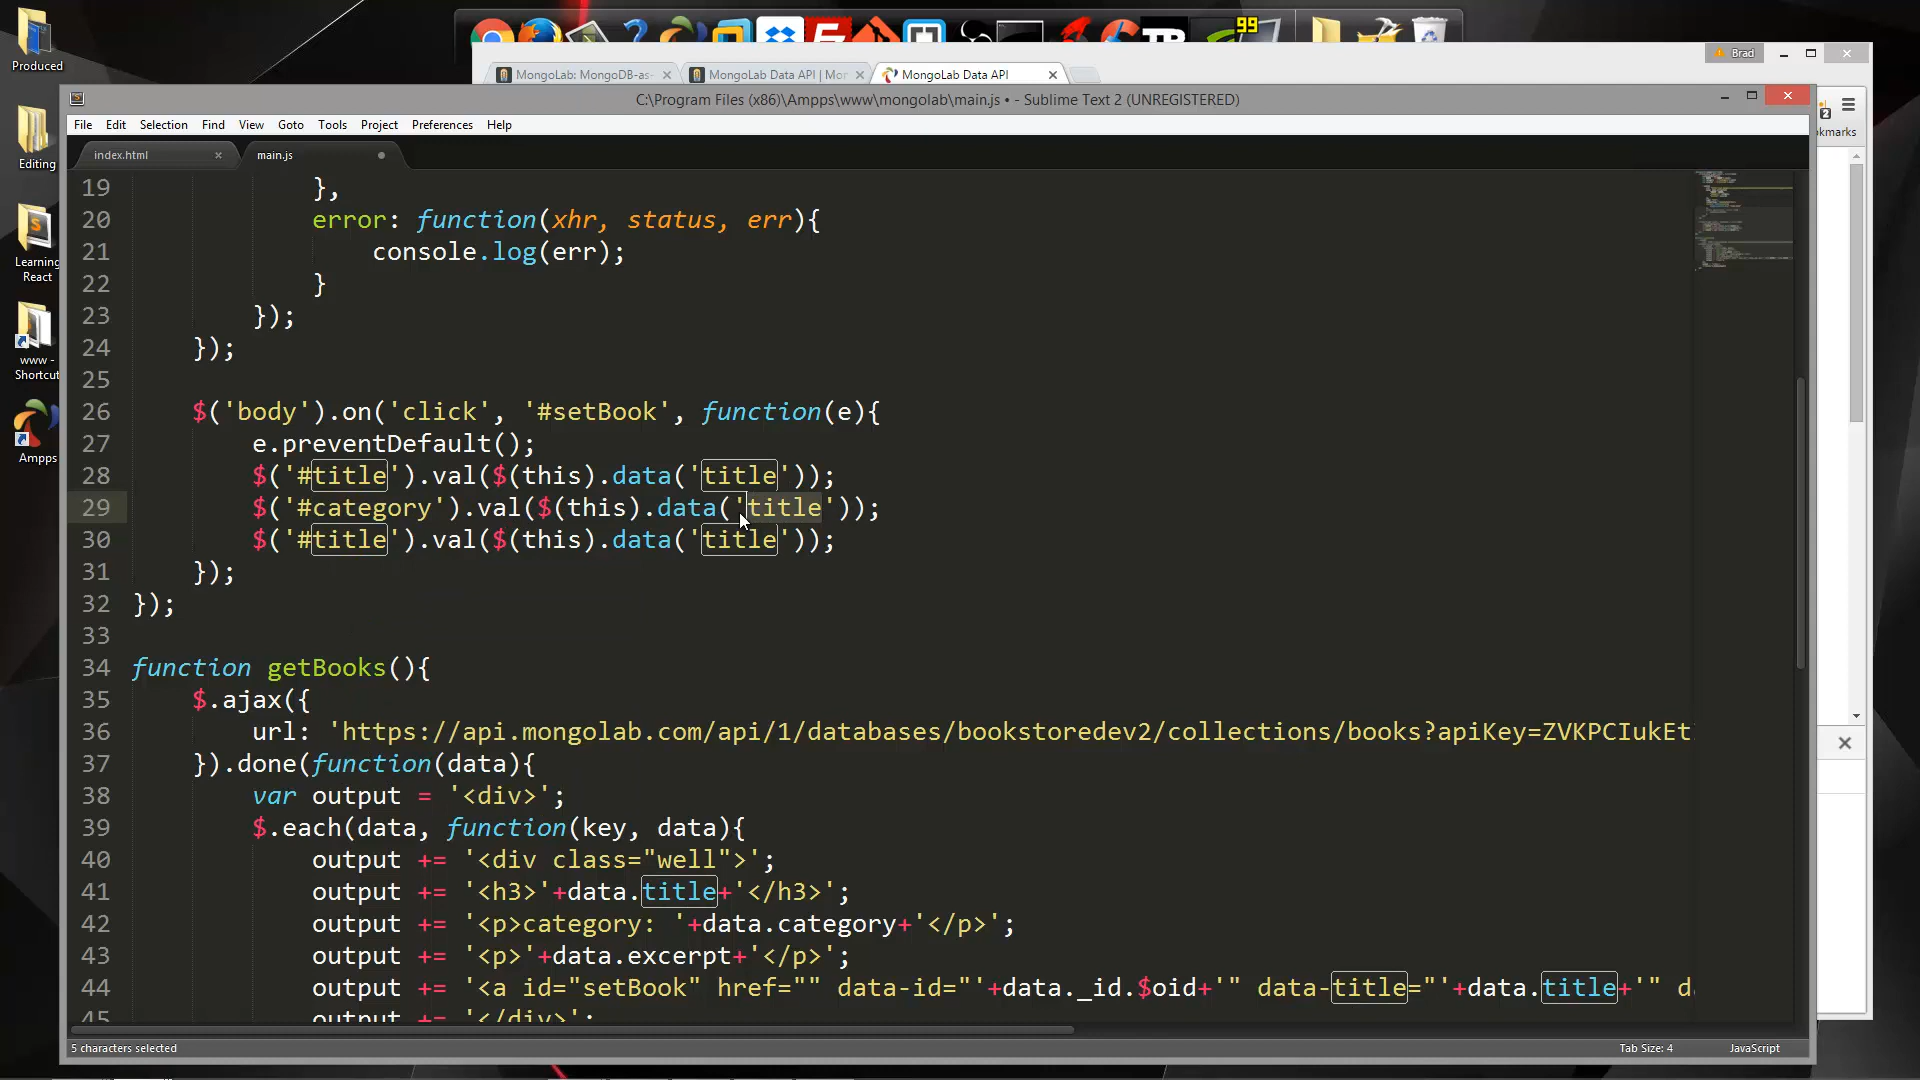 Produced
Editing
Learning
React
www -
Shortcut
Ampps
99
Brad
MongoLab: MongoDB-as-
MongoLab Data API | Mor
MongoLab Data API
C:\Program Files (x86)\Ampps\www\mongolab\main.js • - Sublime Text 2 (UNREGISTERED)
File Edit Selection Find View Goto Tools Project Preferences Help
kmarks
index.html
main.js
19 },
20 error: function(xhr, status, err){
21 console.log(err);
22 }
23 });
24 });
25
26 $('body').on('click', '#setBook', function(e){
27 e.preventDefault();
28 $('#title').val($(this).data('title'));
29 $('#category').val($(this).data('title'));
30 $('#title').val($(this).data('title'));
31 });
32 });
33
34 function getBooks(){
35 $.ajax({
36 url: 'https://api.mongolab.com/api/1/databases/bookstoredev2/collections/books?apiKey=ZVKPCIukEt
37 }).done(function(data){
38 var output = '<div>';
39 $.each(data, function(key, data){
40 output += '<div class="well">';
41 output += '<h3>'+data.title+'</h3>';
42 output += '<p>category: '+data.category+'</p>';
43 output += '<p>'+data.excerpt+'</p>';
44 output += '<a id="setBook" href="" data-id="'+data._id.$oid+'" data-title="'+data.title+'" d
45 output += '</div>';
5 characters selected
Tab Size: 4
JavaScript